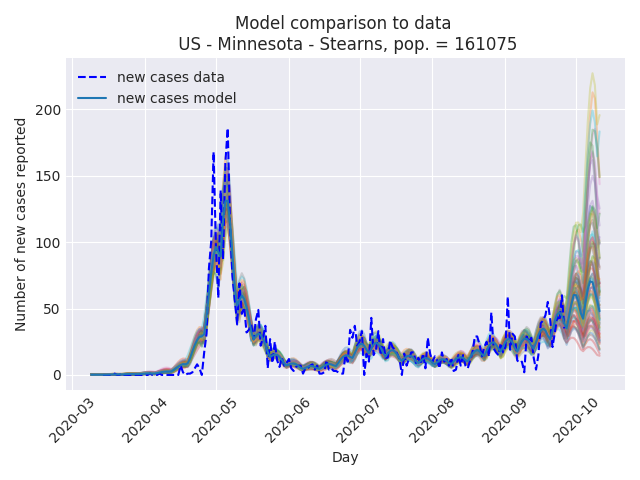 Model comparison to data
US - Minnesota - Stearns, pop. = 161075
new cases data
new cases model
Number of new cases reported
200
150
100
50
0
2020-03
2020-04
2020-05
2020-06
2020-07
2020-08
2020-09
2020-10
Day